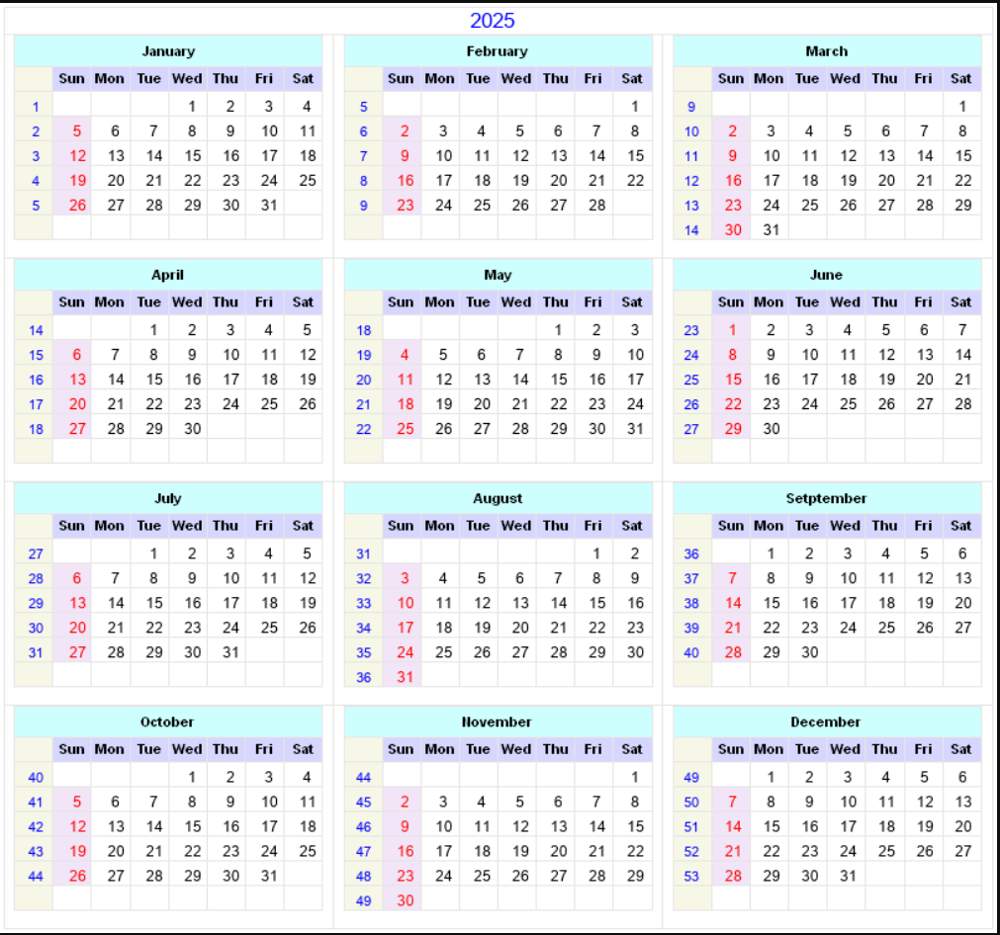 2025
January February March
Sun Mon Tue Wed Thu Fri Sat Sun Mon Tue Wed Thu Fri Sat Sun Mon Tue Wed Thu Fri Sat
1 1 2 3 4 5 1 9 1
2 5 6 7 8 9 10 11 6 2 3 4 5 6 7 8 10 2 3 4 5 6 7 8
3 12 13 14 15 16 17 18 7 9 10 11 12 13 14 15 11 9 10 11 12 13 14 15
4 19 20 21 22 23 24 25 8 16 17 18 19 20 21 22 12 16 17 18 19 20 21 22
5 26 27 28 29 30 31 9 23 24 25 26 27 28 13 23 24 25 26 27 28 29
14 30 31
April May June
Sun Mon Tue Wed Thu Fri Sat Sun Mon Tue Wed Thu Fri Sat Sun Mon Tue Wed Thu Fri Sat
14 1 2 3 4 5 18 1 2 3 23 1 2 3 4 5 6 7
15 6 7 8 9 10 11 12 19 4 5 6 7 8 9 10 24 8 9 10 11 12 13 14
16 13 14 15 16 17 18 19 20 11 12 13 14 15 16 17 25 15 16 17 18 19 20 21
17 20 21 22 23 24 25 26 21 18 19 20 21 22 23 24 26 22 23 24 25 26 27 28
18 27 28 29 30 22 25 26 27 28 29 30 31 27 29 30
July August Setptember
Sun Mon Tue Wed Thu Fri Sat Sun Mon Tue Wed Thu Fri Sat Sun Mon Tue Wed Thu Fri Sat
27 1 2 3 4 5 31 1 2 36 1 2 3 4 5 6
28 6 7 8 9 10 11 12 32 3 4 5 6 7 8 9 37 7 8 9 10 11 12 13
29 13 14 15 16 17 18 19 33 10 11 12 13 14 15 16 38 14 15 16 17 18 19 20
30 20 21 22 23 24 25 26 34 17 18 19 20 21 22 23 39 21 22 23 24 25 26 27
31 27 28 29 30 31 35 24 25 26 27 28 29 30 40 28 29 30
36 31
October November December
Sun Mon Tue Wed Thu Fri Sat Sun Mon Tue Wed Thu Fri Sat Sun Mon Tue Wed Thu Fri Sat
40 1 2 3 4 44 1 49 1 2 3 4 5 6
41 5 6 7 8 9 10 11 45 2 3 4 5 6 7 8 50 7 8 9 10 11 12 13
42 12 13 14 15 16 17 18 46 9 10 11 12 13 14 15 51 14 15 16 17 18 19 20
43 19 20 21 22 23 24 25 47 16 17 18 19 20 21 22 52 21 22 23 24 25 26 27
44 26 27 28 29 30 31 48 23 24 25 26 27 28 29 53 28 29 30 31
49 30